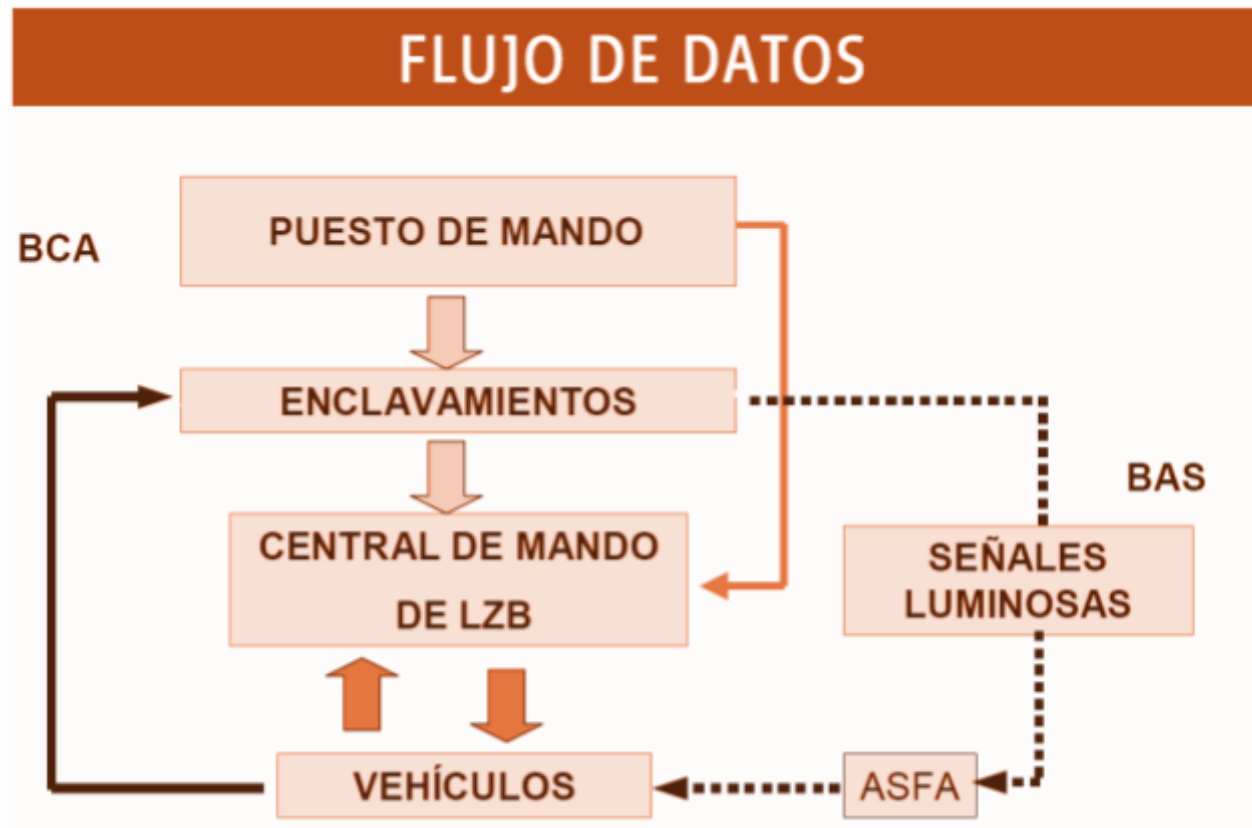 FLUJO DE DATOS
BCA
PUESTO DE MANDO
ENCLAVAMIENTOS
BAS
CENTRAL DE MANDO
DE LZB
SEÑALES
LUMINOSAS
VEHÍCULOS
ASFA